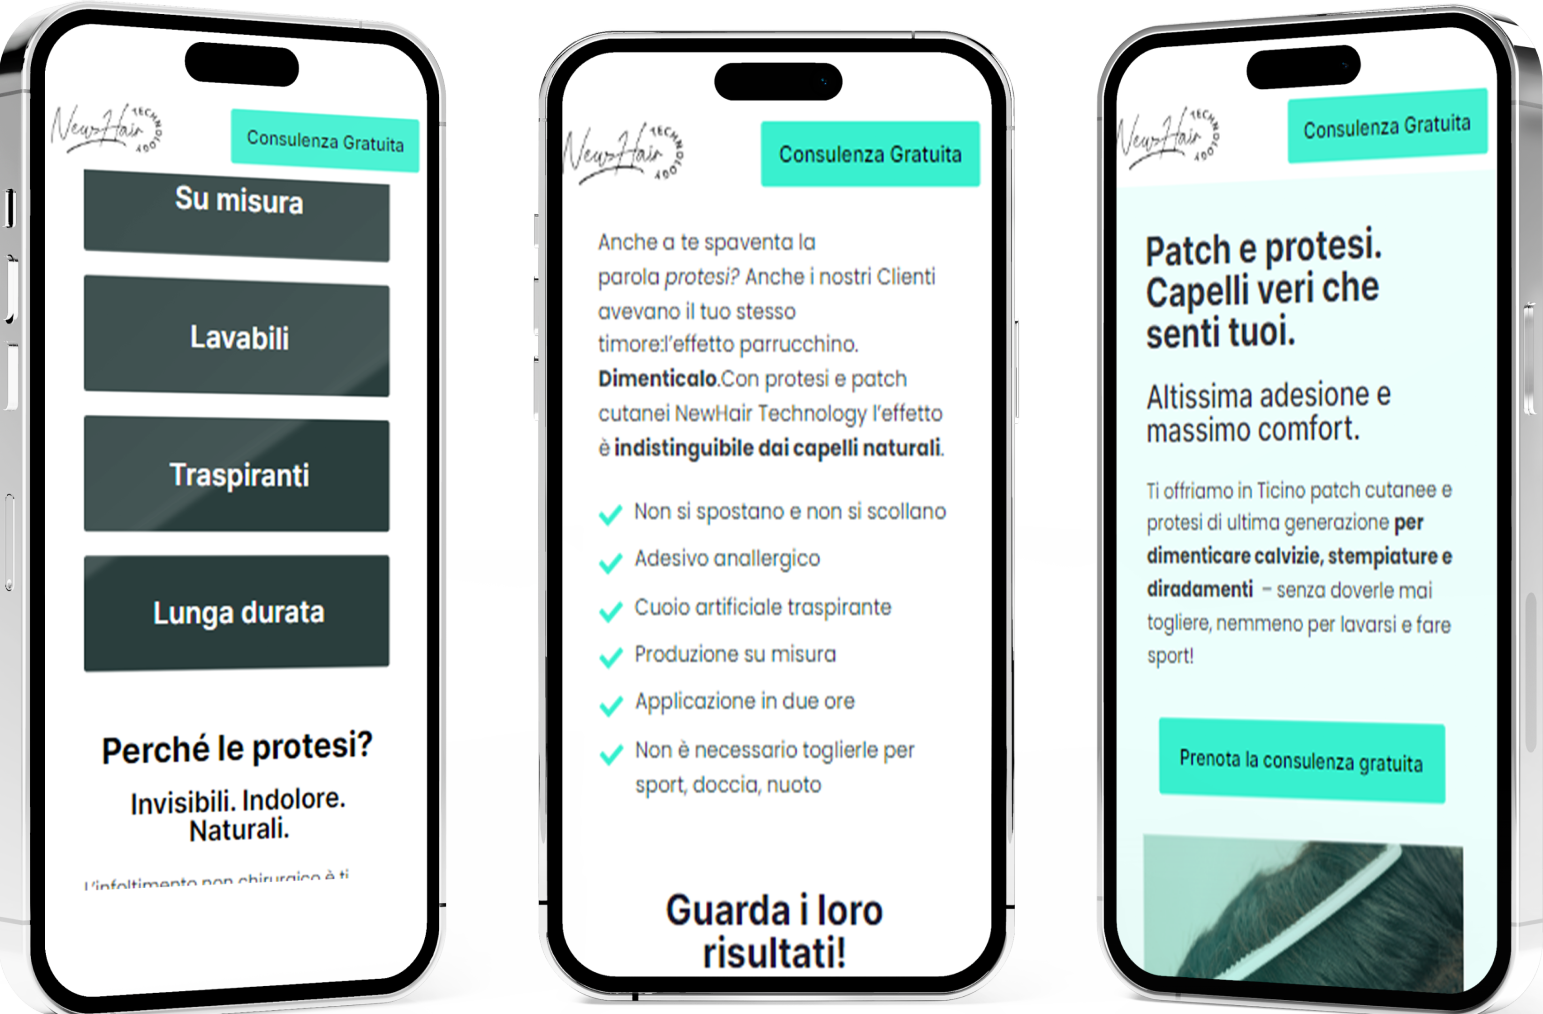 NewHair TECHNOLOGY
Consulenza Gratuita
Su misura
Lavabili
Traspiranti
Lunga durata
Perché le protesi?
Invisibili. Indolore.
Naturali.
L'infoltimento non chirurgico è ti
NewHair TECHNOLOGY
Consulenza Gratuita
Anche a te spaventa la
parola protesi? Anche i nostri Clienti
avevano il tuo stesso
timore:l'effetto parrucchino.
Dimenticalo.Con protesi e patch
cutanei NewHair Technology l'effetto
è indistinguibile dai capelli naturali.
Non si spostano e non si scollano
Adesivo anallergico
Cuoio artificiale traspirante
Produzione su misura
Applicazione in due ore
Non è necessario toglierle per
sport, doccia, nuoto
Guarda i loro
risultati!
NewHair TECHNOLOGY
Consulenza Gratuita
Patch e protesi.
Capelli veri che
senti tuoi.
Altissima adesione e
massimo comfort.
Ti offriamo in Ticino patch cutanee e
protesi di ultima generazione per
dimenticare calvizie, stempiature e
diradamenti – senza doverle mai
togliere, nemmeno per lavarsi e fare
sport!
Prenota la consulenza gratuita